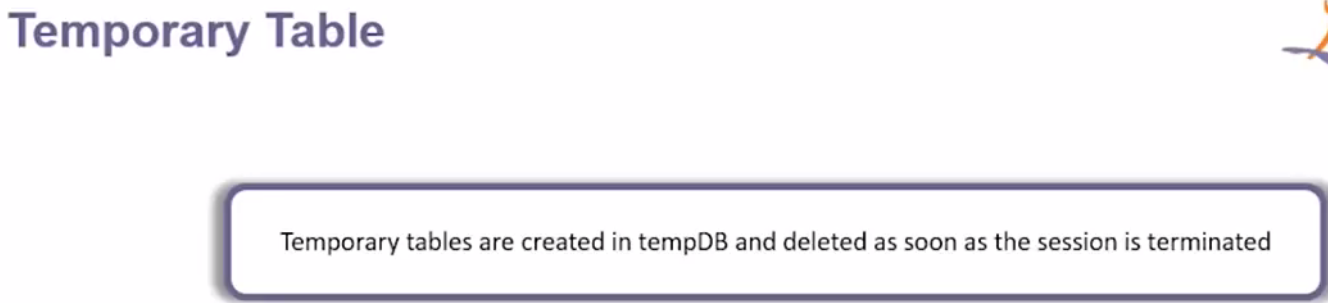 Temporary Table
Temporary tables are created in tempDB and deleted as soon as the session is terminated